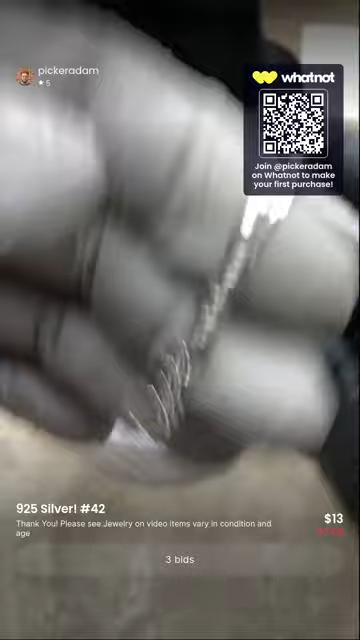 pickeradam
★ 5
whatnot
Join @pickeradam
on Whatnot to make
your first purchase!
925 Silver! #42
Thank You! Please see Jewelry on video items vary in condition and
age
$13
3 bids